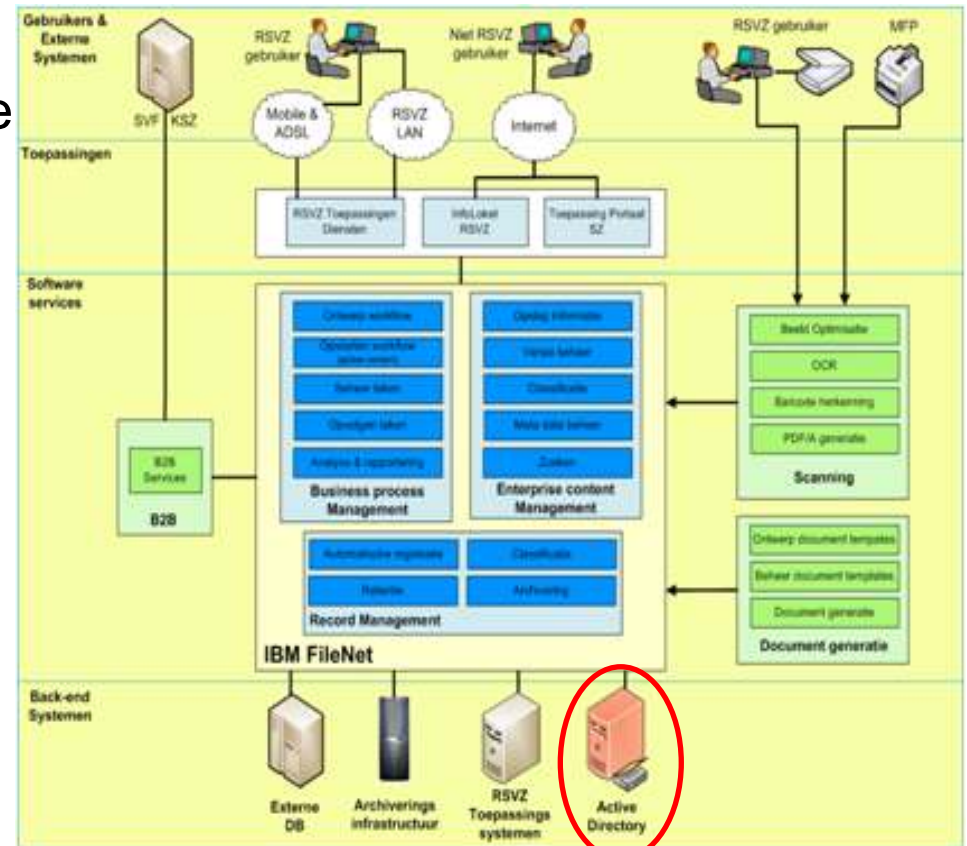 e
Gebruikers &
Externe
Systemen
SVF KSZ
RSVZ
gebruiker
Niet RSVZ
gebruiker
RSVZ gebruiker
MFP
Mobile &
ADSL
RSVZ
LAN
Internet
Toepassingen
RSVZ Toepassingen
Diensten
InfoLoket
RSVZ
Toepassing Portaal
SZ
Software
services
Ontwerp workflow
Opvolgen workflow
Beheer taken
Opvolgen taken
Analyse & rapportering
Business process
Management
Opslag informatie
Versie beheer
Classificatie
Meta data beheer
Zoeken
Enterprise content
Management
Automatische registratie
Classificatie
Retentie
Archivering
Record Management
IBM FileNet
B2B
Services
B2B
Beeld Optimisatie
OCR
Barcode herkenning
PDF/A generatie
Scanning
Ontwerp document templates
Beheer document templates
Document generatie
Document generatie
Back-end
Systemen
Externe
DB
Archiverings
infrastructuur
RSVZ
Toepassings
systemen
Active
Directory